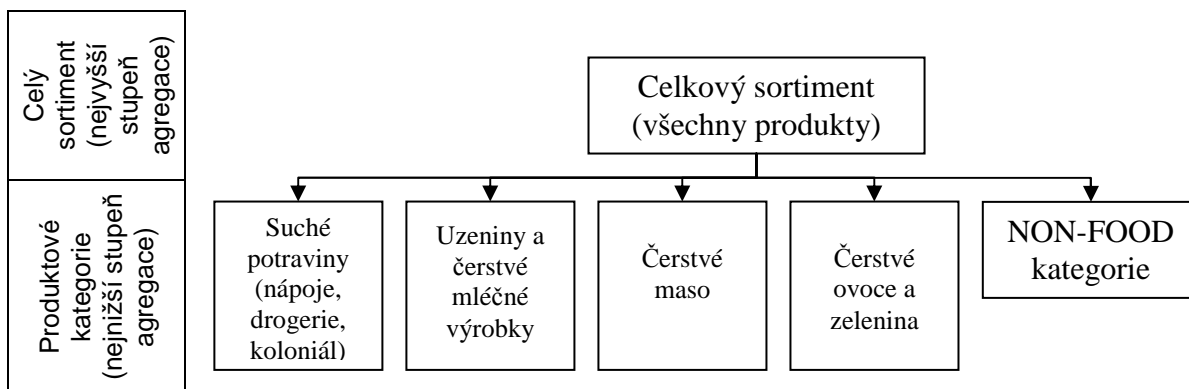 Celý
sortiment
(nejvyšší
stupeň
agregace)
Celkový sortiment
(všechny produkty)
Produktové
kategorie
(nejnižší stupeň
agregace)
Suché
potraviny
(nápoje,
drogerie,
koloniál)
Uzeniny a
čerstvé
mléčné
výrobky
Čerstvé
maso
Čerstvé
ovoce a
zelenina
NON-FOOD
kategorie